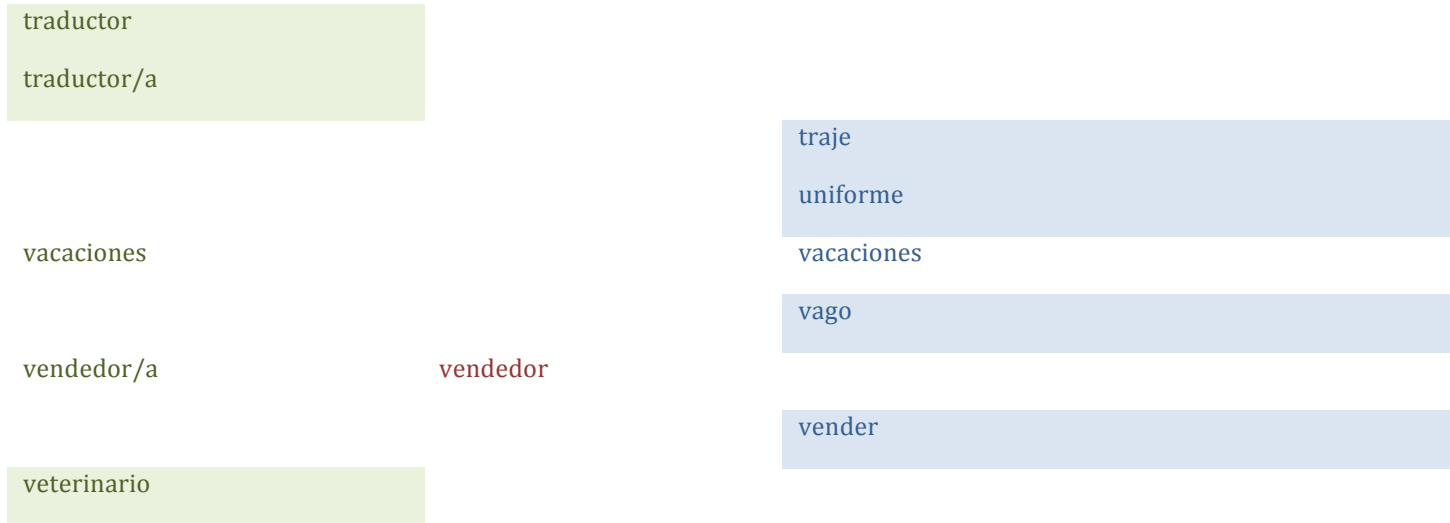 traductor
traductor/a
traje
uniforme
vacaciones vacaciones
vago
vendedor/a vendedor
vender
veterinario